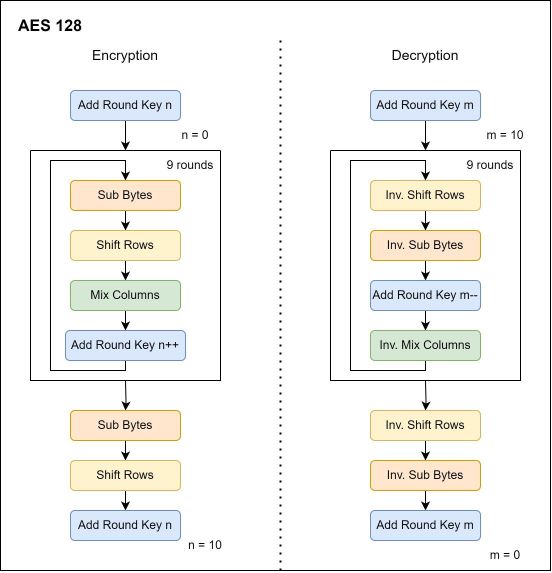 AES 128
Encryption
Add Round Key n
n = 0
9 rounds
Sub Bytes
Shift Rows
Mix Columns
Add Round Key n++
Sub Bytes
Shift Rows
Add Round Key n
n = 10
Decryption
Add Round Key m
m = 10
9 rounds
Inv. Shift Rows
Inv. Sub Bytes
Add Round Key m--
Inv. Mix Columns
Inv. Shift Rows
Inv. Sub Bytes
Add Round Key m
m = 0